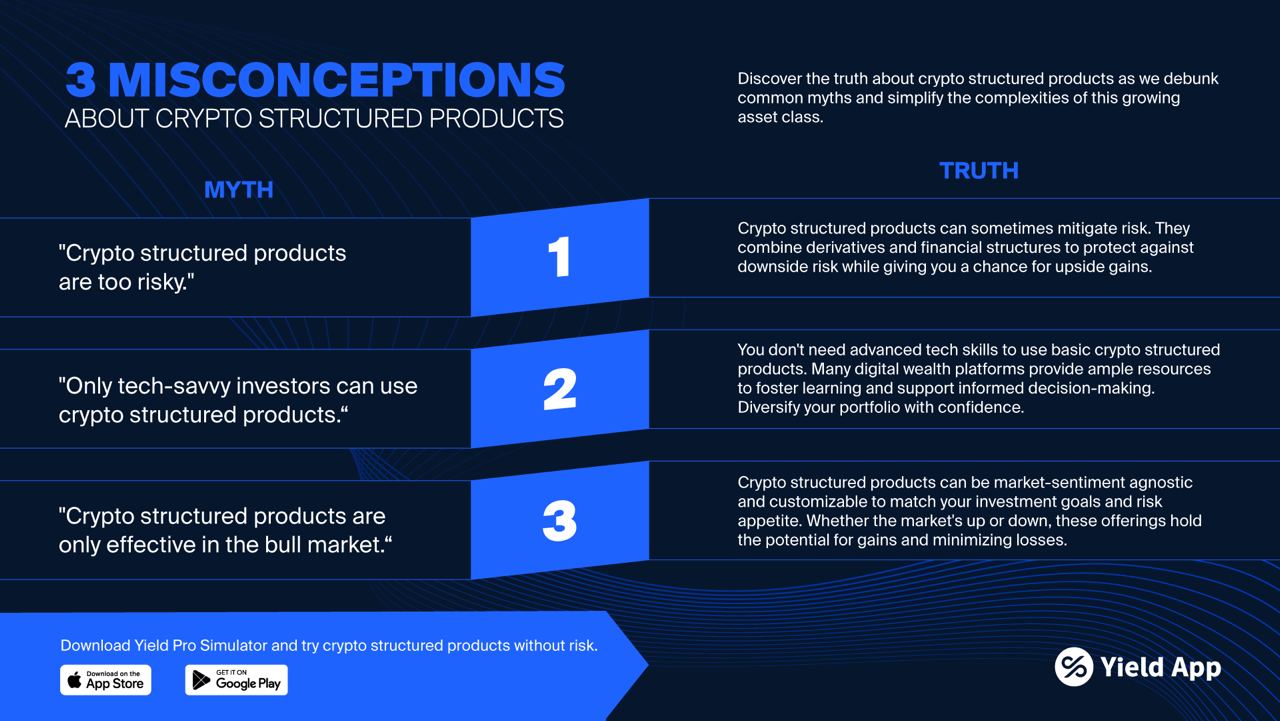 3 MISCONCEPTIONS
ABOUT CRYPTO STRUCTURED PRODUCTS
Discover the truth about crypto structured products as we debunk
common myths and simplify the complexities of this growing
asset class.
MYTH
TRUTH
"Crypto structured products
are too risky."
1
Crypto structured products can sometimes mitigate risk. They
combine derivatives and financial structures to protect against
downside risk while giving you a chance for upside gains.
"Only tech-savvy investors can use
crypto structured products.“
2
You don't need advanced tech skills to use basic crypto structured
products. Many digital wealth platforms provide ample resources
to foster learning and support informed decision-making.
Diversify your portfolio with confidence.
"Crypto structured products are
only effective in the bull market.“
3
Crypto structured products can be market-sentiment agnostic
and customizable to match your investment goals and risk
appetite. Whether the market's up or down, these offerings hold
the potential for gains and minimizing losses.
Download Yield Pro Simulator and try crypto structured products without risk.
Download on the
App Store
GET IT ON
Google Play
Yield App